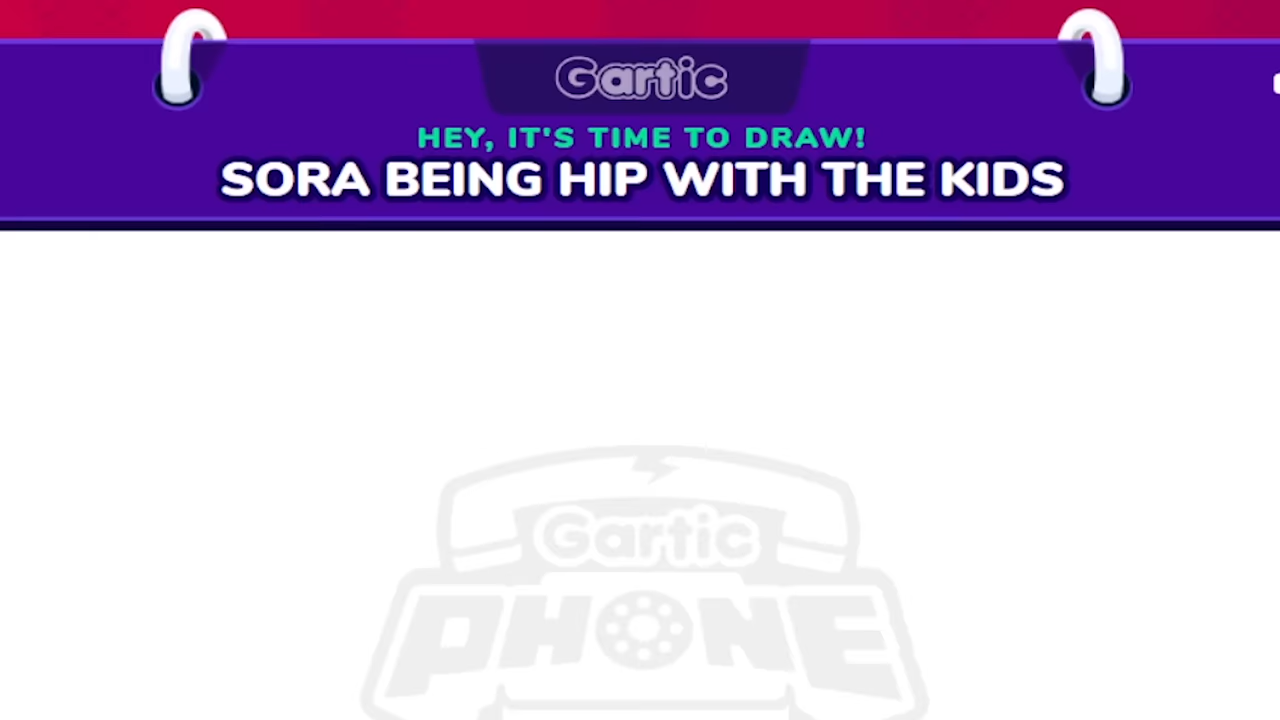 Gartic
HEY, IT'S TIME TO DRAW!
SORA BEING HIP WITH THE KIDS
Gartic
PHONE